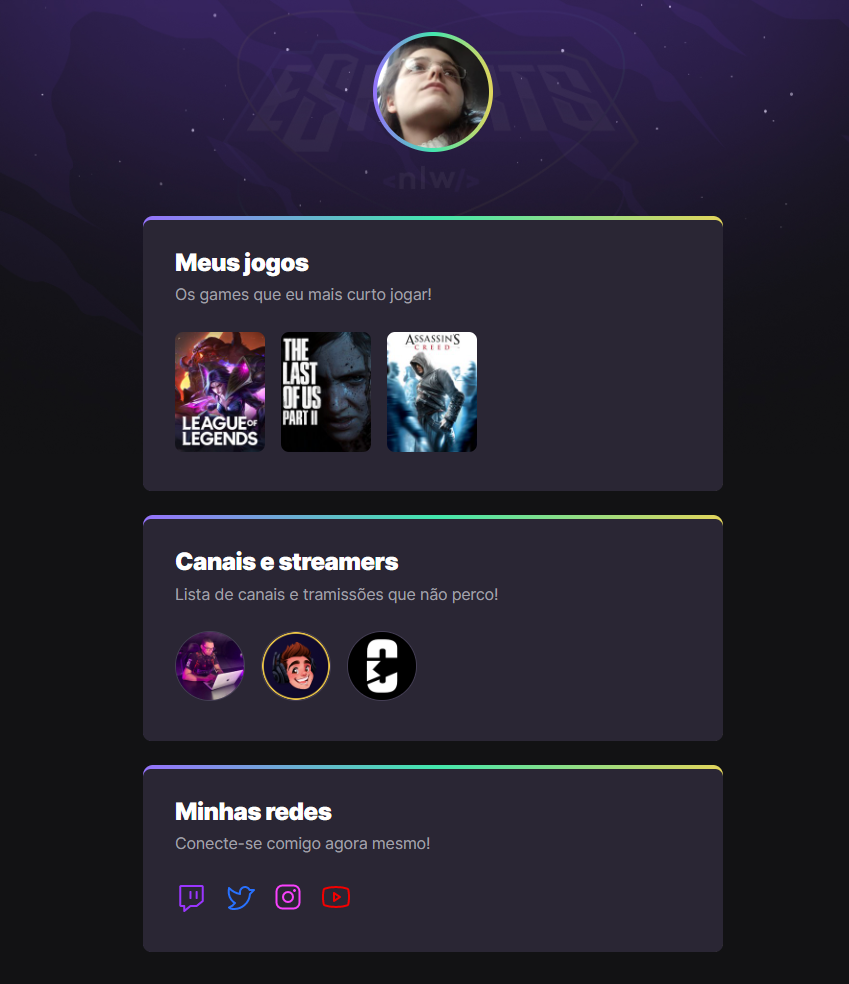 ESPORTS
<nlw/>
Meus jogos
Os games que eu mais curto jogar!
LEAGUE OF
LEGENDS
THE
LAST
OF US
PART II
ASSASSIN'S
CREED
Canais e streamers
Lista de canais e tramissões que não perco!
Minhas redes
Conecte-se comigo agora mesmo!